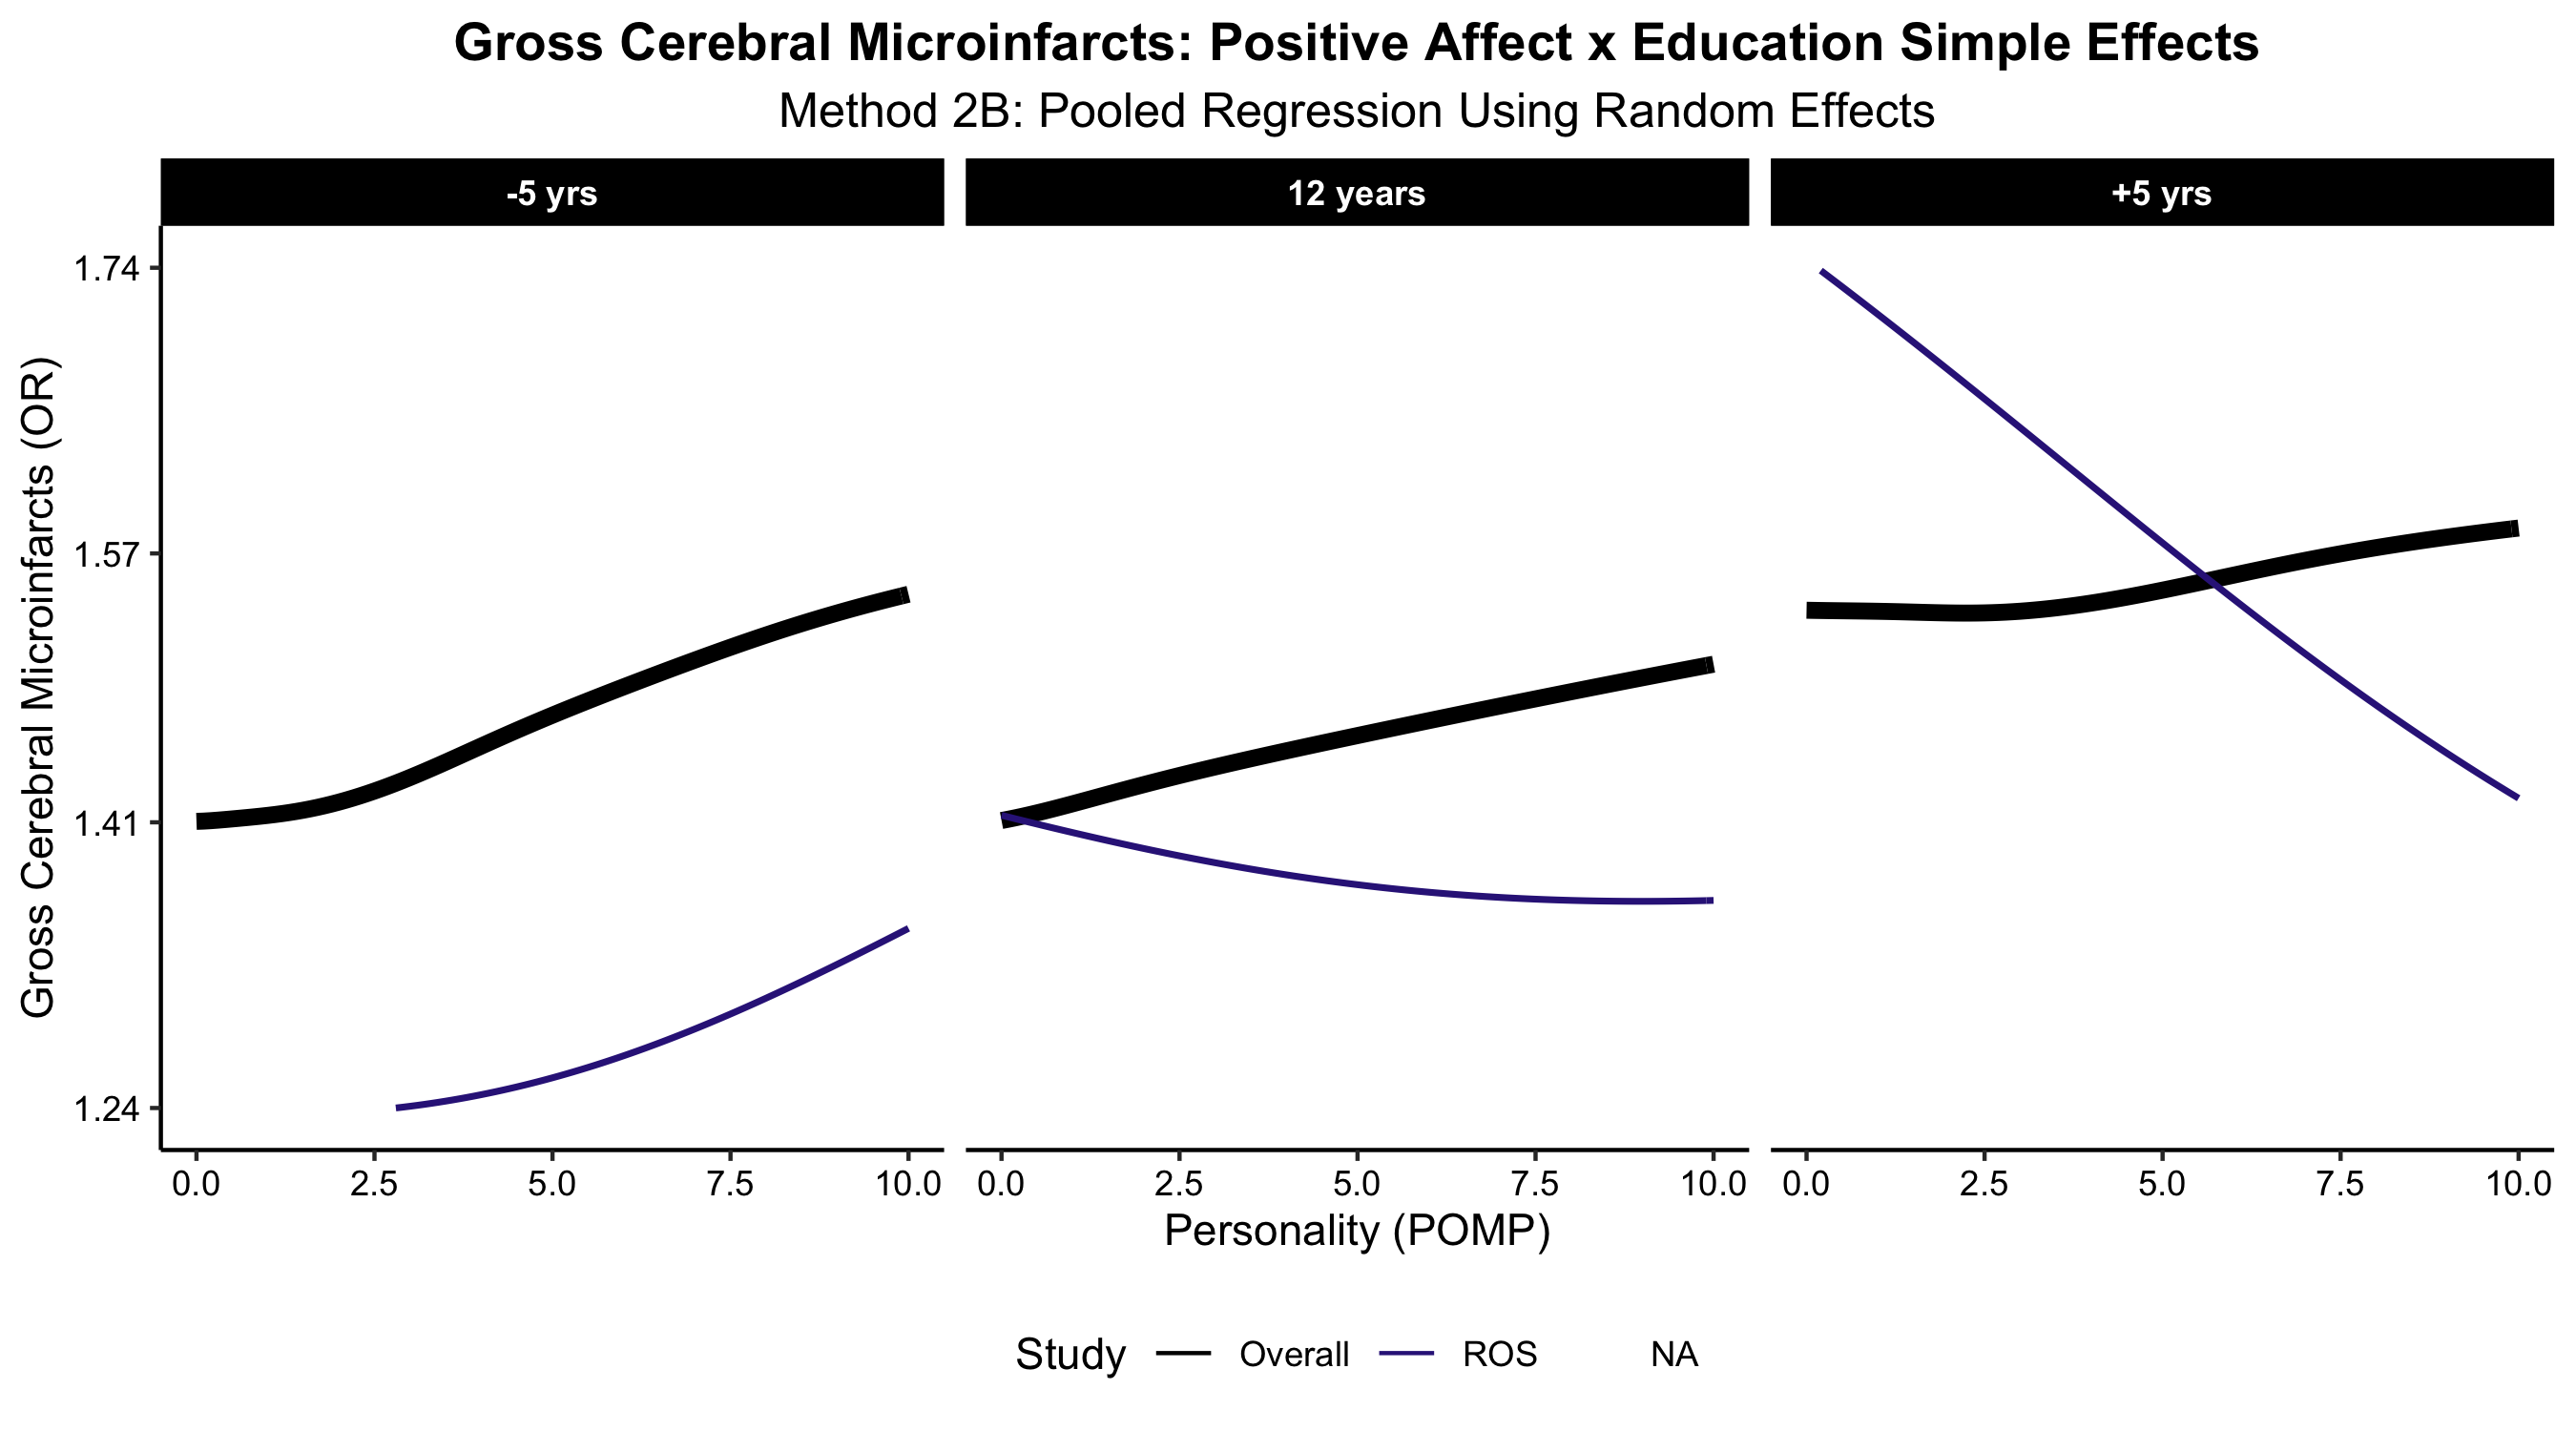 Gross Cerebral Microinfarcts: Positive Affect x Education Simple Effects
Method 2B: Pooled Regression Using Random Effects
-5 yrs 12 years +5 yrs
Gross Cerebral Microinfarcts (OR)
1.74
1.57
1.41
1.24
0.0 2.5 5.0 7.5 10.0 0.0 2.5 5.0 7.5 10.0 0.0 2.5 5.0 7.5 10.0
Personality (POMP)
Study Overall ROS NA